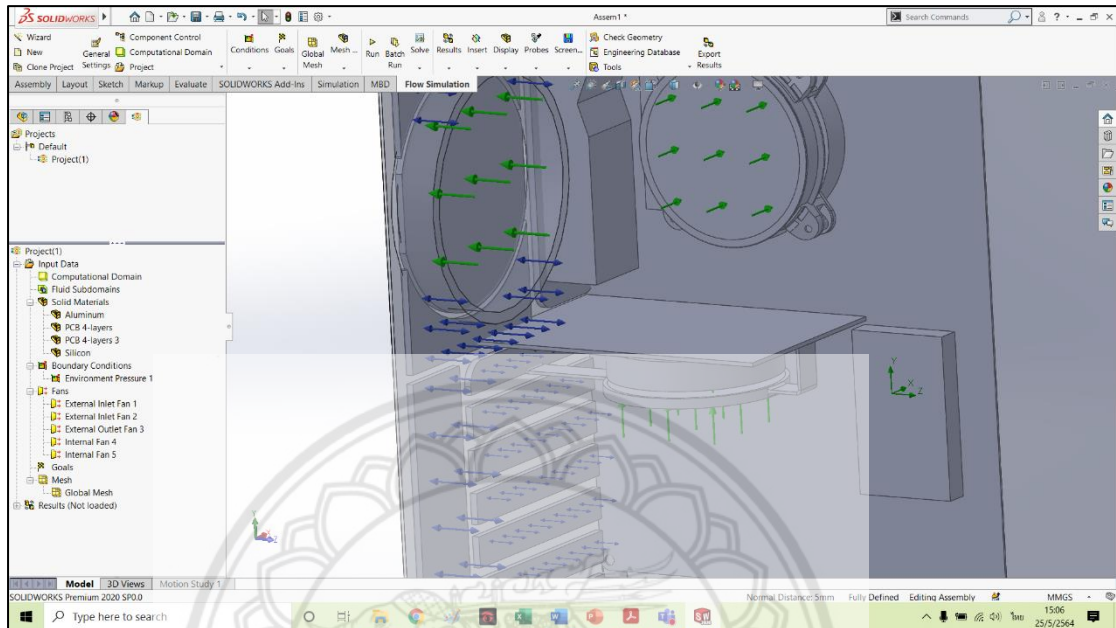 SOLIDWORKS
Assem1 *
Search Commands
Wizard
New
Clone Project
General Settings
Component Control
Computational Domain
Project
Conditions
Goals
Global Mesh
Mesh ...
Run
Batch Run
Solve
Results
Insert
Display
Probes
Screen...
Check Geometry
Engineering Database
Tools
Export Results
Assembly Layout Sketch Markup Evaluate SOLIDWORKS Add-Ins Simulation MBD Flow Simulation
Projects
Default
Project(1)
Project(1)
Input Data
Computational Domain
Fluid Subdomains
Solid Materials
Aluminum
PCB 4-layers
PCB 4-layers 3
Silicon
Boundary Conditions
Environment Pressure 1
Fans
External Inlet Fan 1
External Inlet Fan 2
External Outlet Fan 3
Internal Fan 4
Internal Fan 5
Goals
Mesh
Global Mesh
Results (Not loaded)
Y
X
Z
Model 3D Views Motion Study 1
SOLIDWORKS Premium 2020 SP0.0
Normal Distance: 5mm Fully Defined Editing Assembly MMGS
Type here to search
ไทย
15:06
25/5/2564